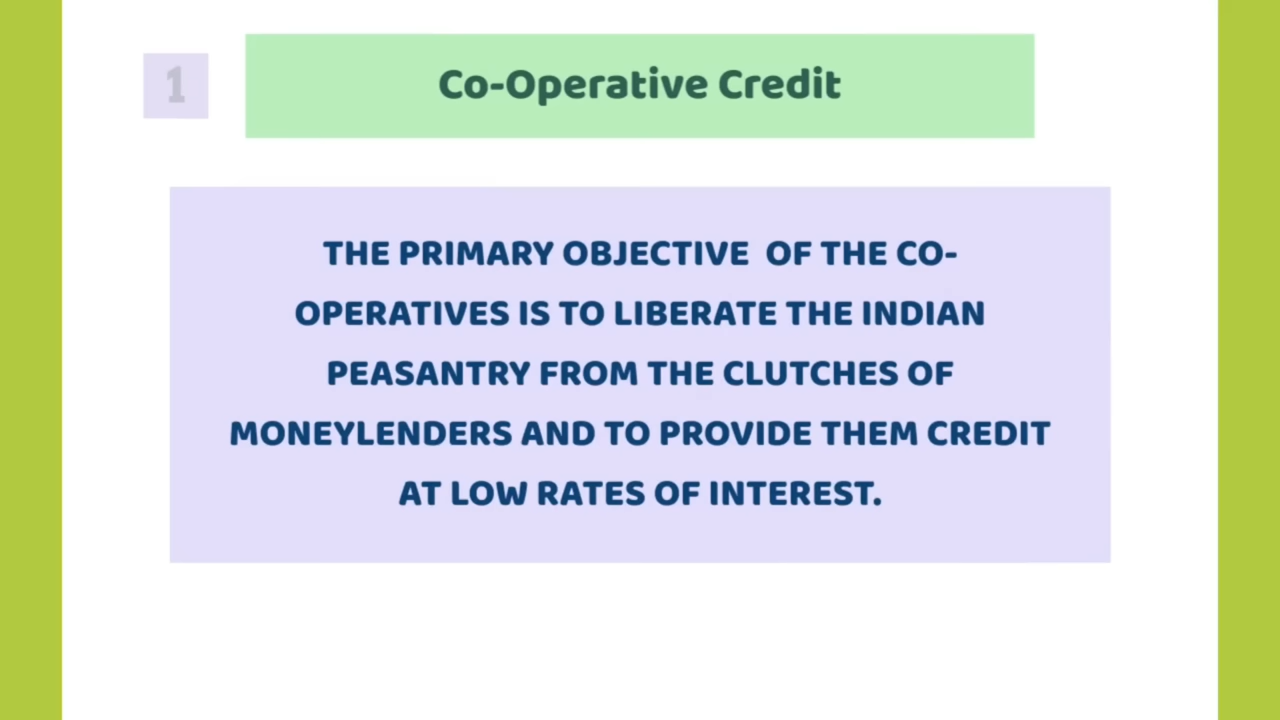 1
Co-Operative Credit
THE PRIMARY OBJECTIVE OF THE CO-
OPERATIVES IS TO LIBERATE THE INDIAN
PEASANTRY FROM THE CLUTCHES OF
MONEYLENDERS AND TO PROVIDE THEM CREDIT
AT LOW RATES OF INTEREST.